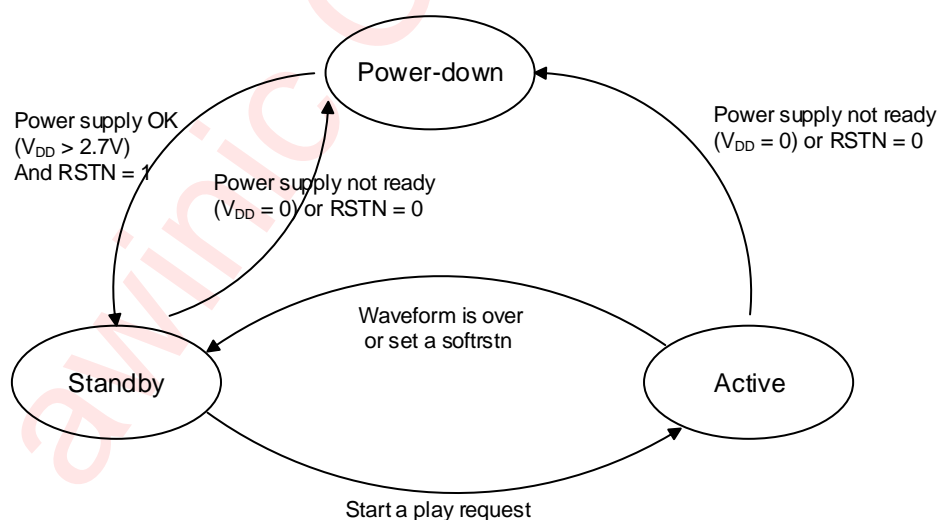 Power-down
Power supply OK
(VDD > 2.7V)
And RSTN = 1
Power supply not ready
(VDD = 0) or RSTN = 0
Power supply not ready
(VDD = 0) or RSTN = 0
Waveform is over
or set a softrstn
Standby
Active
Start a play request
awinic C